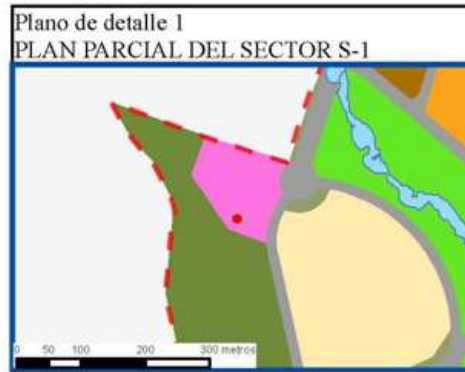 Plano de detalle 1
PLAN PARCIAL DEL SECTOR S-1
0 50 100 200 300 metros